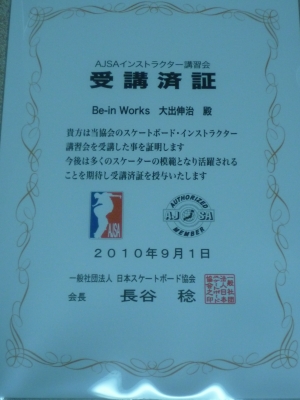 AJSAインストラクター講習会
受講済証
Be-in Works 大出伸治 殿
貴方は当協会のスケートボード・インストラクター
講習会を受講した事を証明します
今後は多くのスケーターの模範となり活躍される
ことを期待し受講済証を授与いたします
AJSA
AUTHORIZED
AJSA
MEMBER
2010年9月1日
一般社団法人 日本スケートボード協会
会長 長谷 稔